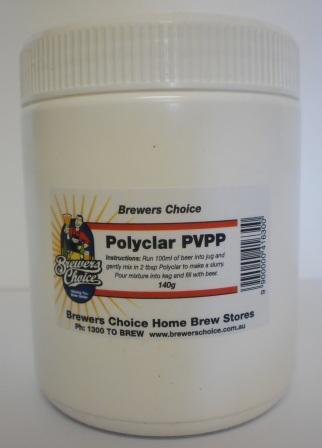 Brewers Choice
Polyclar PVPP
Instructions: Run 100ml of beer into jug and
gently mix in 2 tbsp Polyclar to make a slurry.
Pour mixture into keg and fill with beer.
140g
Brewers
Choice
Brewers Choice Home Brew Stores
Ph: 1300 TO BREW www.brewerschoice.com.au